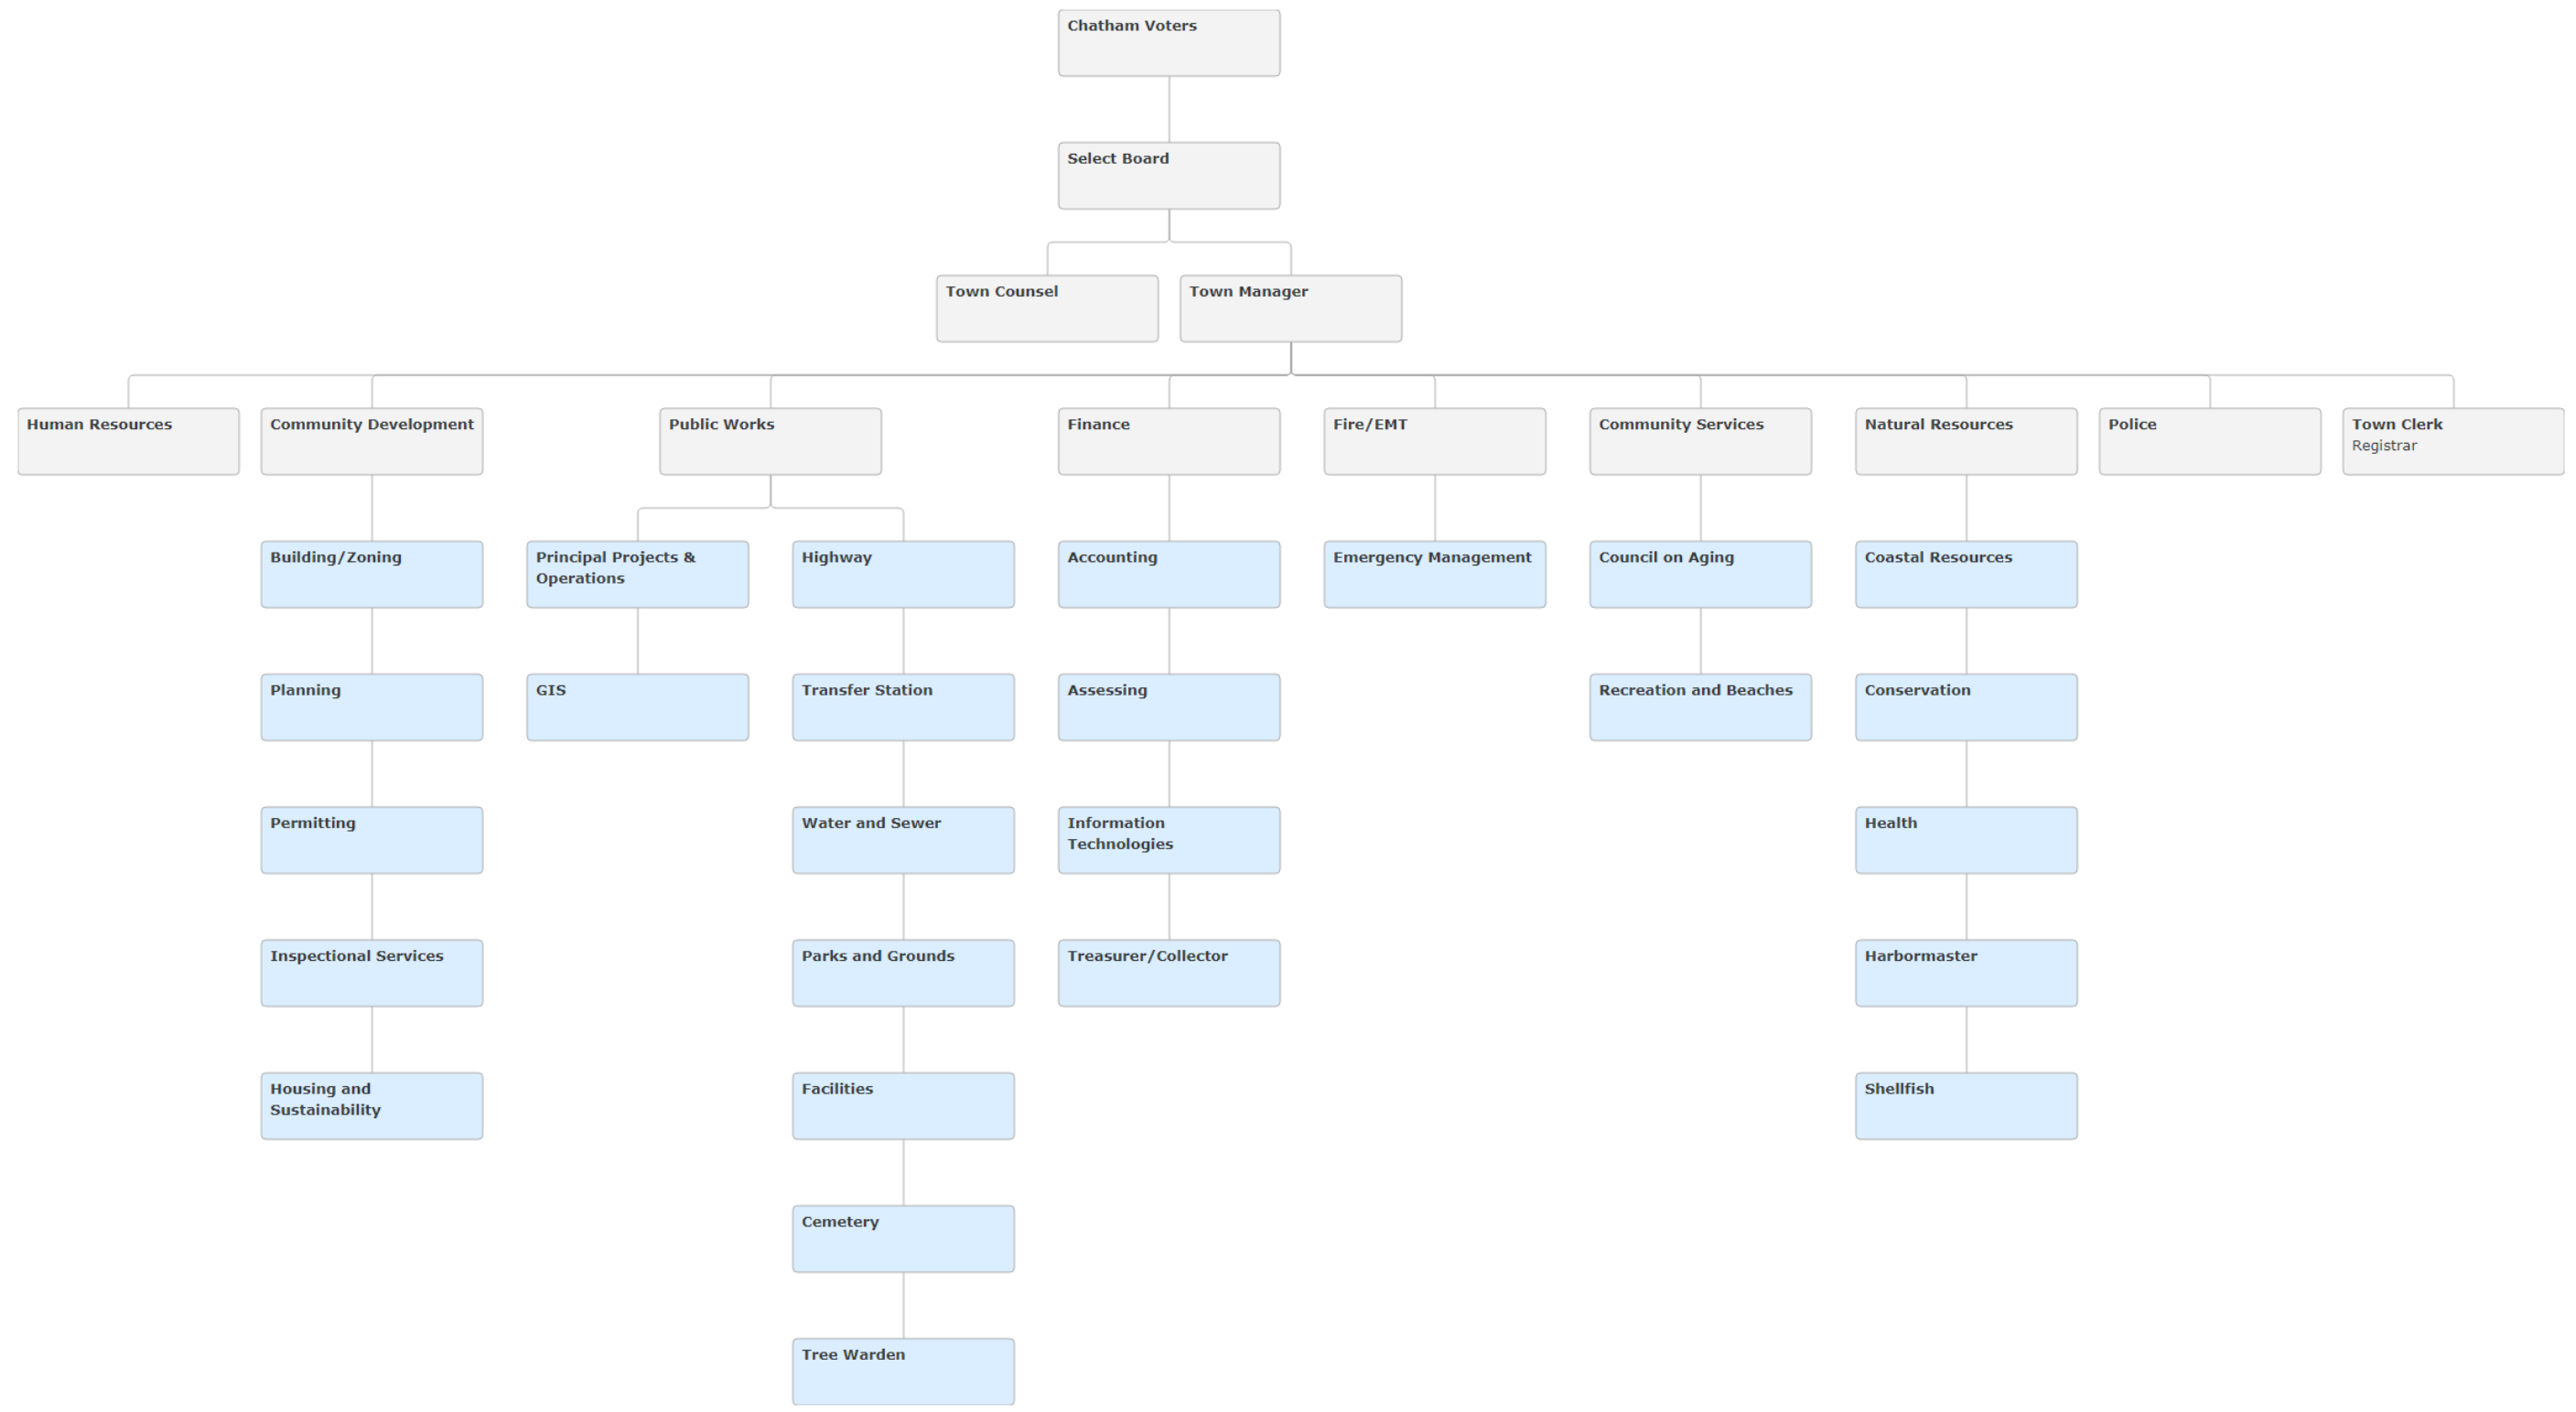 Chatham Voters
Select Board
Town Counsel
Town Manager
Human Resources
Community Development
Public Works
Finance
Fire/EMT
Community Services
Natural Resources
Police
Town Clerk
Registrar
Building/Zoning
Principal Projects &
Operations
Highway
Accounting
Emergency Management
Council on Aging
Coastal Resources
Planning
GIS
Transfer Station
Assessing
Recreation and Beaches
Conservation
Permitting
Water and Sewer
Information
Technologies
Health
Inspectional Services
Parks and Grounds
Treasurer/Collector
Harbormaster
Housing and
Sustainability
Facilities
Shellfish
Cemetery
Tree Warden